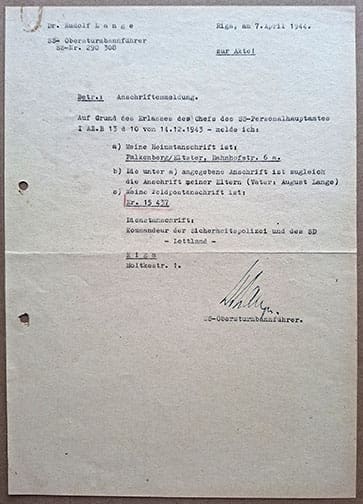 Dr. Rudolf Lange
Riga, am 7. April 1944.
SS- Obersturmbannführer
SS-Nr. 290 308
zur Akte!
Betr.: Anschriftenmeldung.
Auf Grund des Erlasses des Chefs des SS-Personalhauptamtes
I AZ.B 13 d 10 von 14.12.1943 - melde ich:
a) Meine Heimatanschrift ist:
Falkenberg/Elster, Bahnhofstr. 6 a.
b) Die unter a) angegebene Anschrift ist zugleich
die Anschrift meiner Eltern (Vater: August Lange)
c) Meine Feldpostanschrift ist:
Nr. 15 437
Dienstanschrift:
Kommandeur der Sicherheitspolizei und des SD
- Lettland -
Riga
Moltkestr. 1.
SS-Obersturmbannführer.